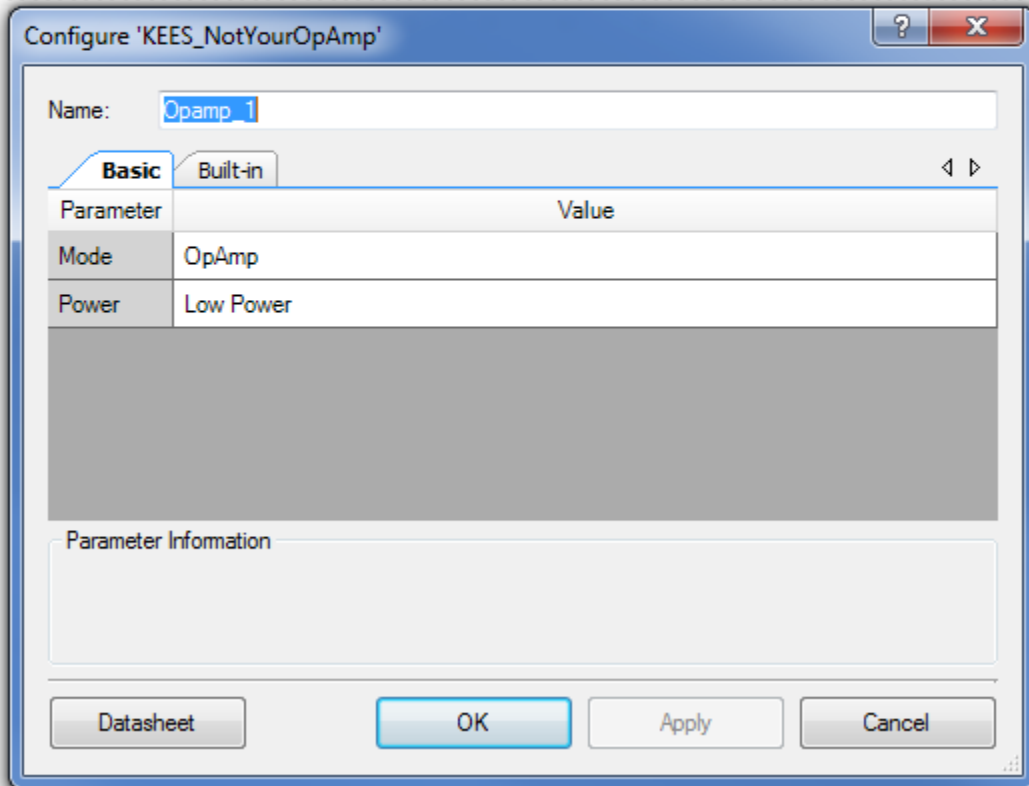 Configure 'KEES_NotYourOpAmp'
?
Name: Opamp_1
Basic Built-in
Parameter Value
Mode OpAmp
Power Low Power
Parameter Information
Datasheet OK Apply Cancel